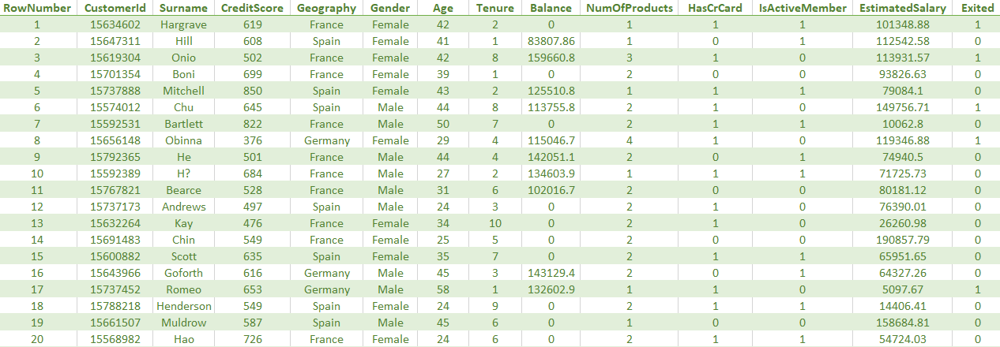 RowNumber CustomerId Surname CreditScore Geography Gender Age Tenure Balance NumOfProducts HasCrCard IsActiveMember EstimatedSalary Exited
1 15634602 Hargrave 619 France Female 42 2 0 1 1 1 101348.88 1
2 15647311 Hill 608 Spain Female 41 1 83807.86 1 0 1 112542.58 0
3 15619304 Onio 502 France Female 42 8 159660.8 3 1 0 113931.57 1
4 15701354 Boni 699 France Female 39 1 0 2 0 0 93826.63 0
5 15737888 Mitchell 850 Spain Female 43 2 125510.8 1 1 1 79084.1 0
6 15574012 Chu 645 Spain Male 44 8 113755.8 2 1 0 149756.71 1
7 15592531 Bartlett 822 France Male 50 7 0 2 1 1 10062.8 0
8 15656148 Obinna 376 Germany Female 29 4 115046.7 4 1 0 119346.88 1
9 15792365 He 501 France Male 44 4 142051.1 2 0 1 74940.5 0
10 15592389 H? 684 France Male 27 2 134603.9 1 1 1 71725.73 0
11 15767821 Bearce 528 France Male 31 6 102016.7 2 0 0 80181.12 0
12 15737173 Andrews 497 Spain Male 24 3 0 2 1 0 76390.01 0
13 15632264 Kay 476 France Female 34 10 0 2 1 0 26260.98 0
14 15691483 Chin 549 France Female 25 5 0 2 0 0 190857.79 0
15 15600882 Scott 635 Spain Female 35 7 0 2 1 1 65951.65 0
16 15643966 Goforth 616 Germany Male 45 3 143129.4 2 0 1 64327.26 0
17 15737452 Romeo 653 Germany Male 58 1 132602.9 1 1 0 5097.67 1
18 15788218 Henderson 549 Spain Female 24 9 0 2 1 1 14406.41 0
19 15661507 Muldrow 587 Spain Male 45 6 0 1 0 0 158684.81 0
20 15568982 Hao 726 France Female 24 6 0 2 1 1 54724.03 0